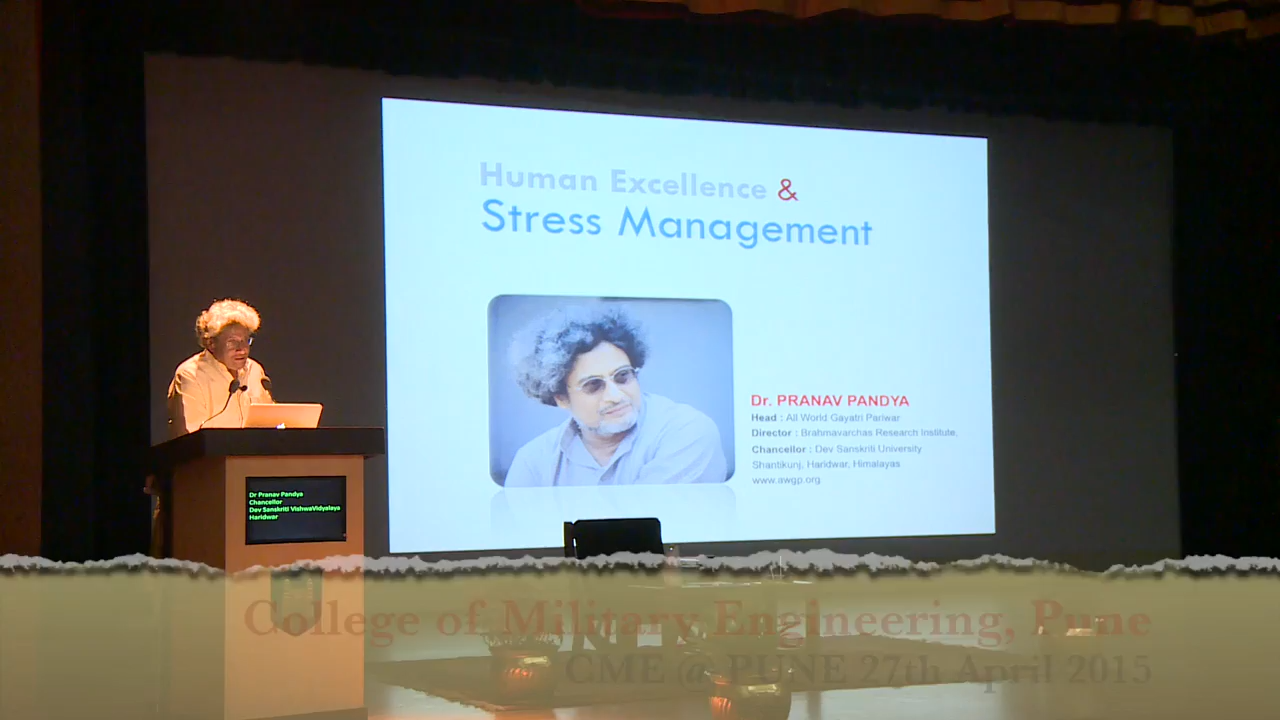 Human Excellence &
Stress Management
Dr. PRANAV PANDYA
Head : All World Gayatri Pariwar
Director : Brahmavarchas Research Institute.
Chancellor : Dev Sanskriti University
Shantikunj, Haridwar, Himalayas
www.awgp.org
Dr Pranav Pandya
Chancellor
Dev Sanskriti VishwaVidyalaya
Haridwar
College of Military Engineering, Pune
CME @ PUNE 27th April 2015